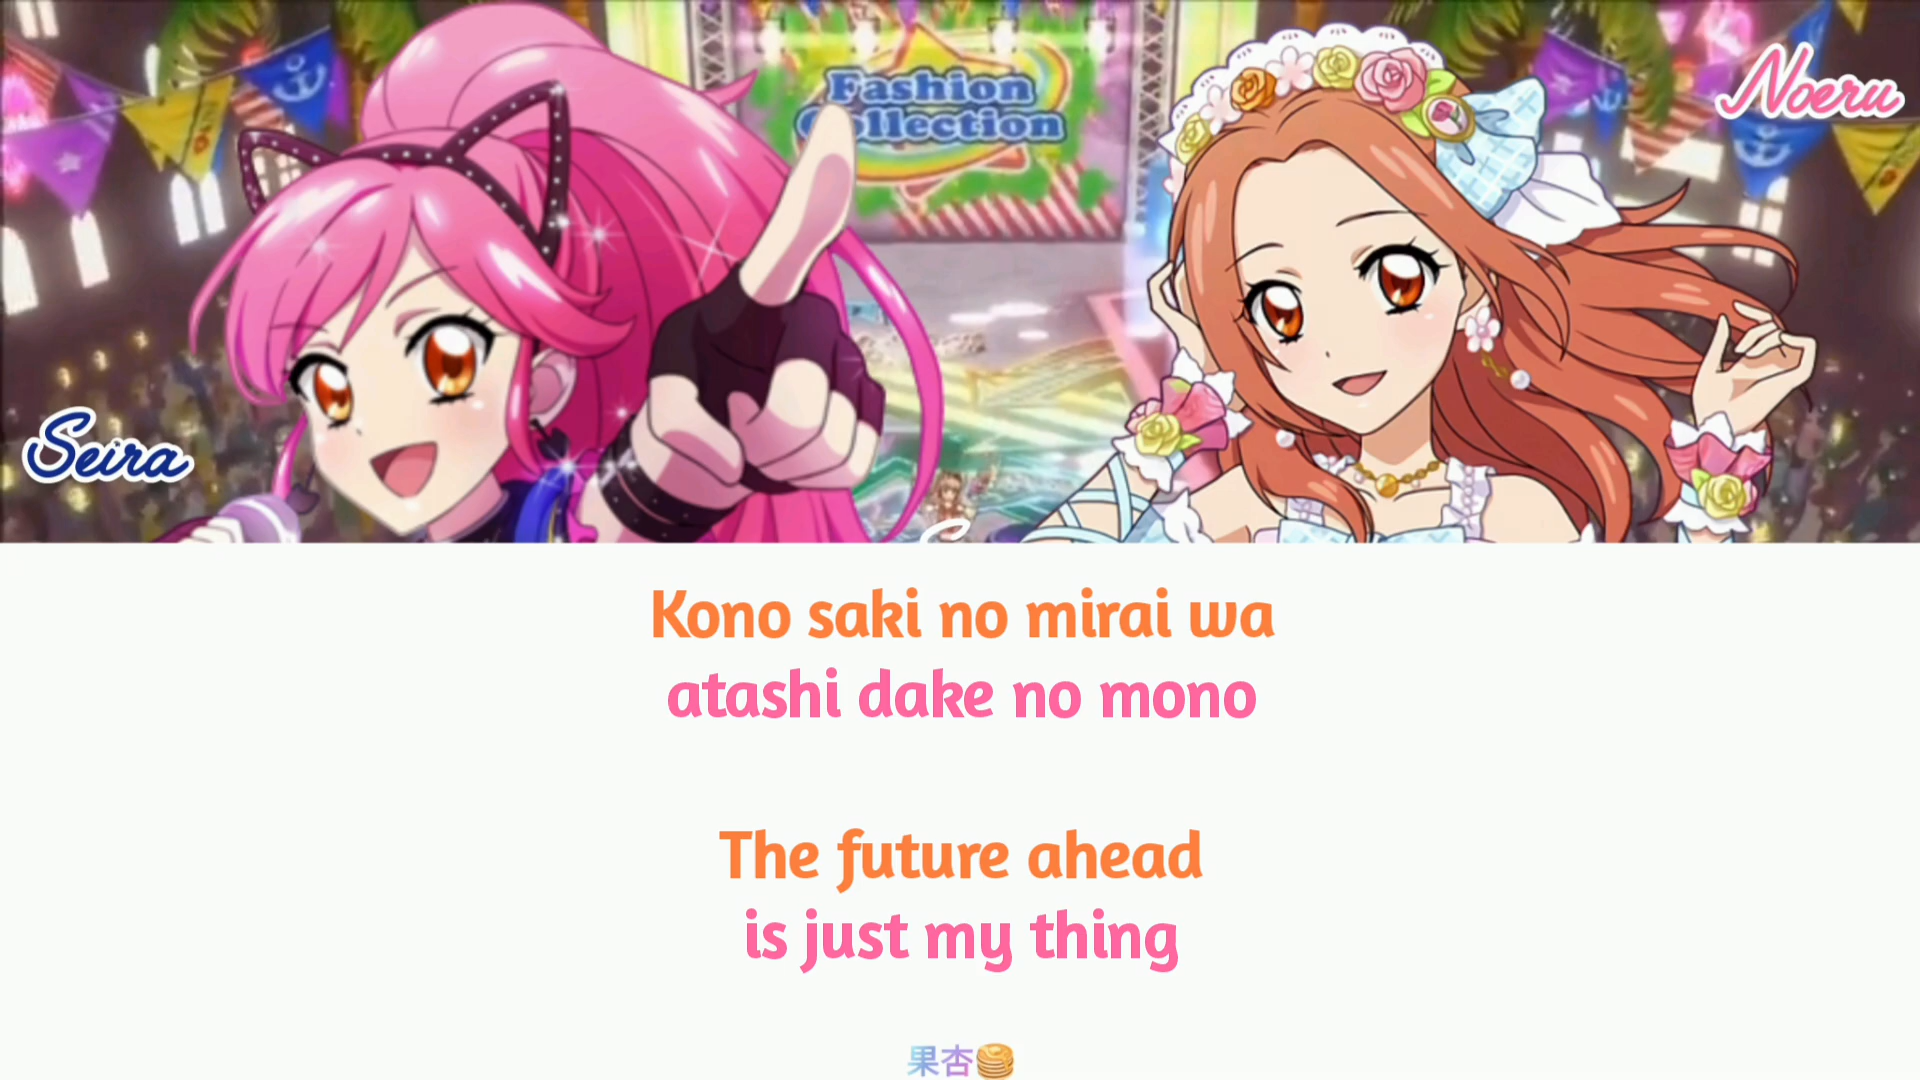 Fashion
Collection
Noeru
Seira
Kono saki no mirai wa
atashi dake no mono
The future ahead
is just my thing
果杏